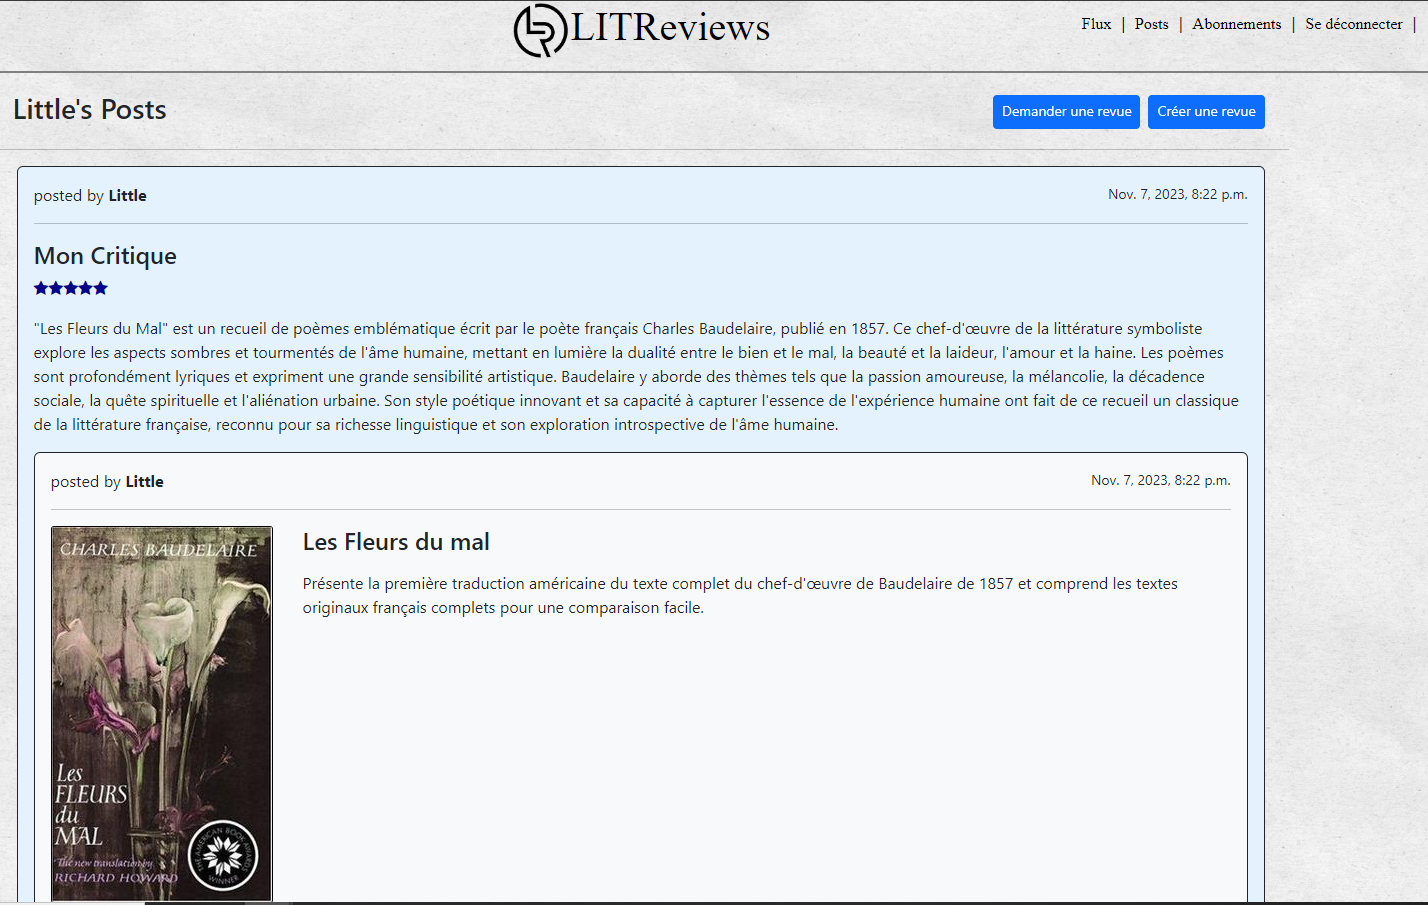 LITReviews
Flux | Posts | Abonnements | Se déconnecter |
Little's Posts
Demander une revue
Créer une revue
posted by Little
Nov. 7, 2023, 8:22 p.m.
Mon Critique
"Les Fleurs du Mal" est un recueil de poèmes emblématique écrit par le poète français Charles Baudelaire, publié en 1857. Ce chef-d'œuvre de la littérature symboliste
explore les aspects sombres et tourmentés de l'âme humaine, mettant en lumière la dualité entre le bien et le mal, la beauté et la laideur, l'amour et la haine. Les poèmes
sont profondément lyriques et expriment une grande sensibilité artistique. Baudelaire y aborde des thèmes tels que la passion amoureuse, la mélancolie, la décadence
sociale, la quête spirituelle et l'aliénation urbaine. Son style poétique innovant et sa capacité à capturer l'essence de l'expérience humaine ont fait de ce recueil un classique
de la littérature française, reconnu pour sa richesse linguistique et son exploration introspective de l'âme humaine.
posted by Little
Nov. 7, 2023, 8:22 p.m.
CHARLES BAUDELAIRE
Les
FLEURS
du
MAL
The new translation by
RICHARD HOWARD
THE AMERICAN BOOK AWARDS
WINNER
Les Fleurs du mal
Présente la première traduction américaine du texte complet du chef-d'œuvre de Baudelaire de 1857 et comprend les textes
originaux français complets pour une comparaison facile.